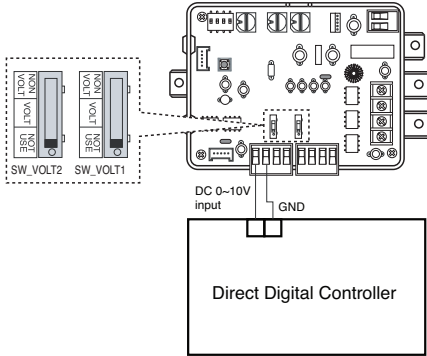 NON
VOLT
VOLT
NOT
USE
SW_VOLT2
NON
VOLT
VOLT
NOT
USE
SW_VOLT1
DC 0~10V
input
GND
Direct Digital Controller